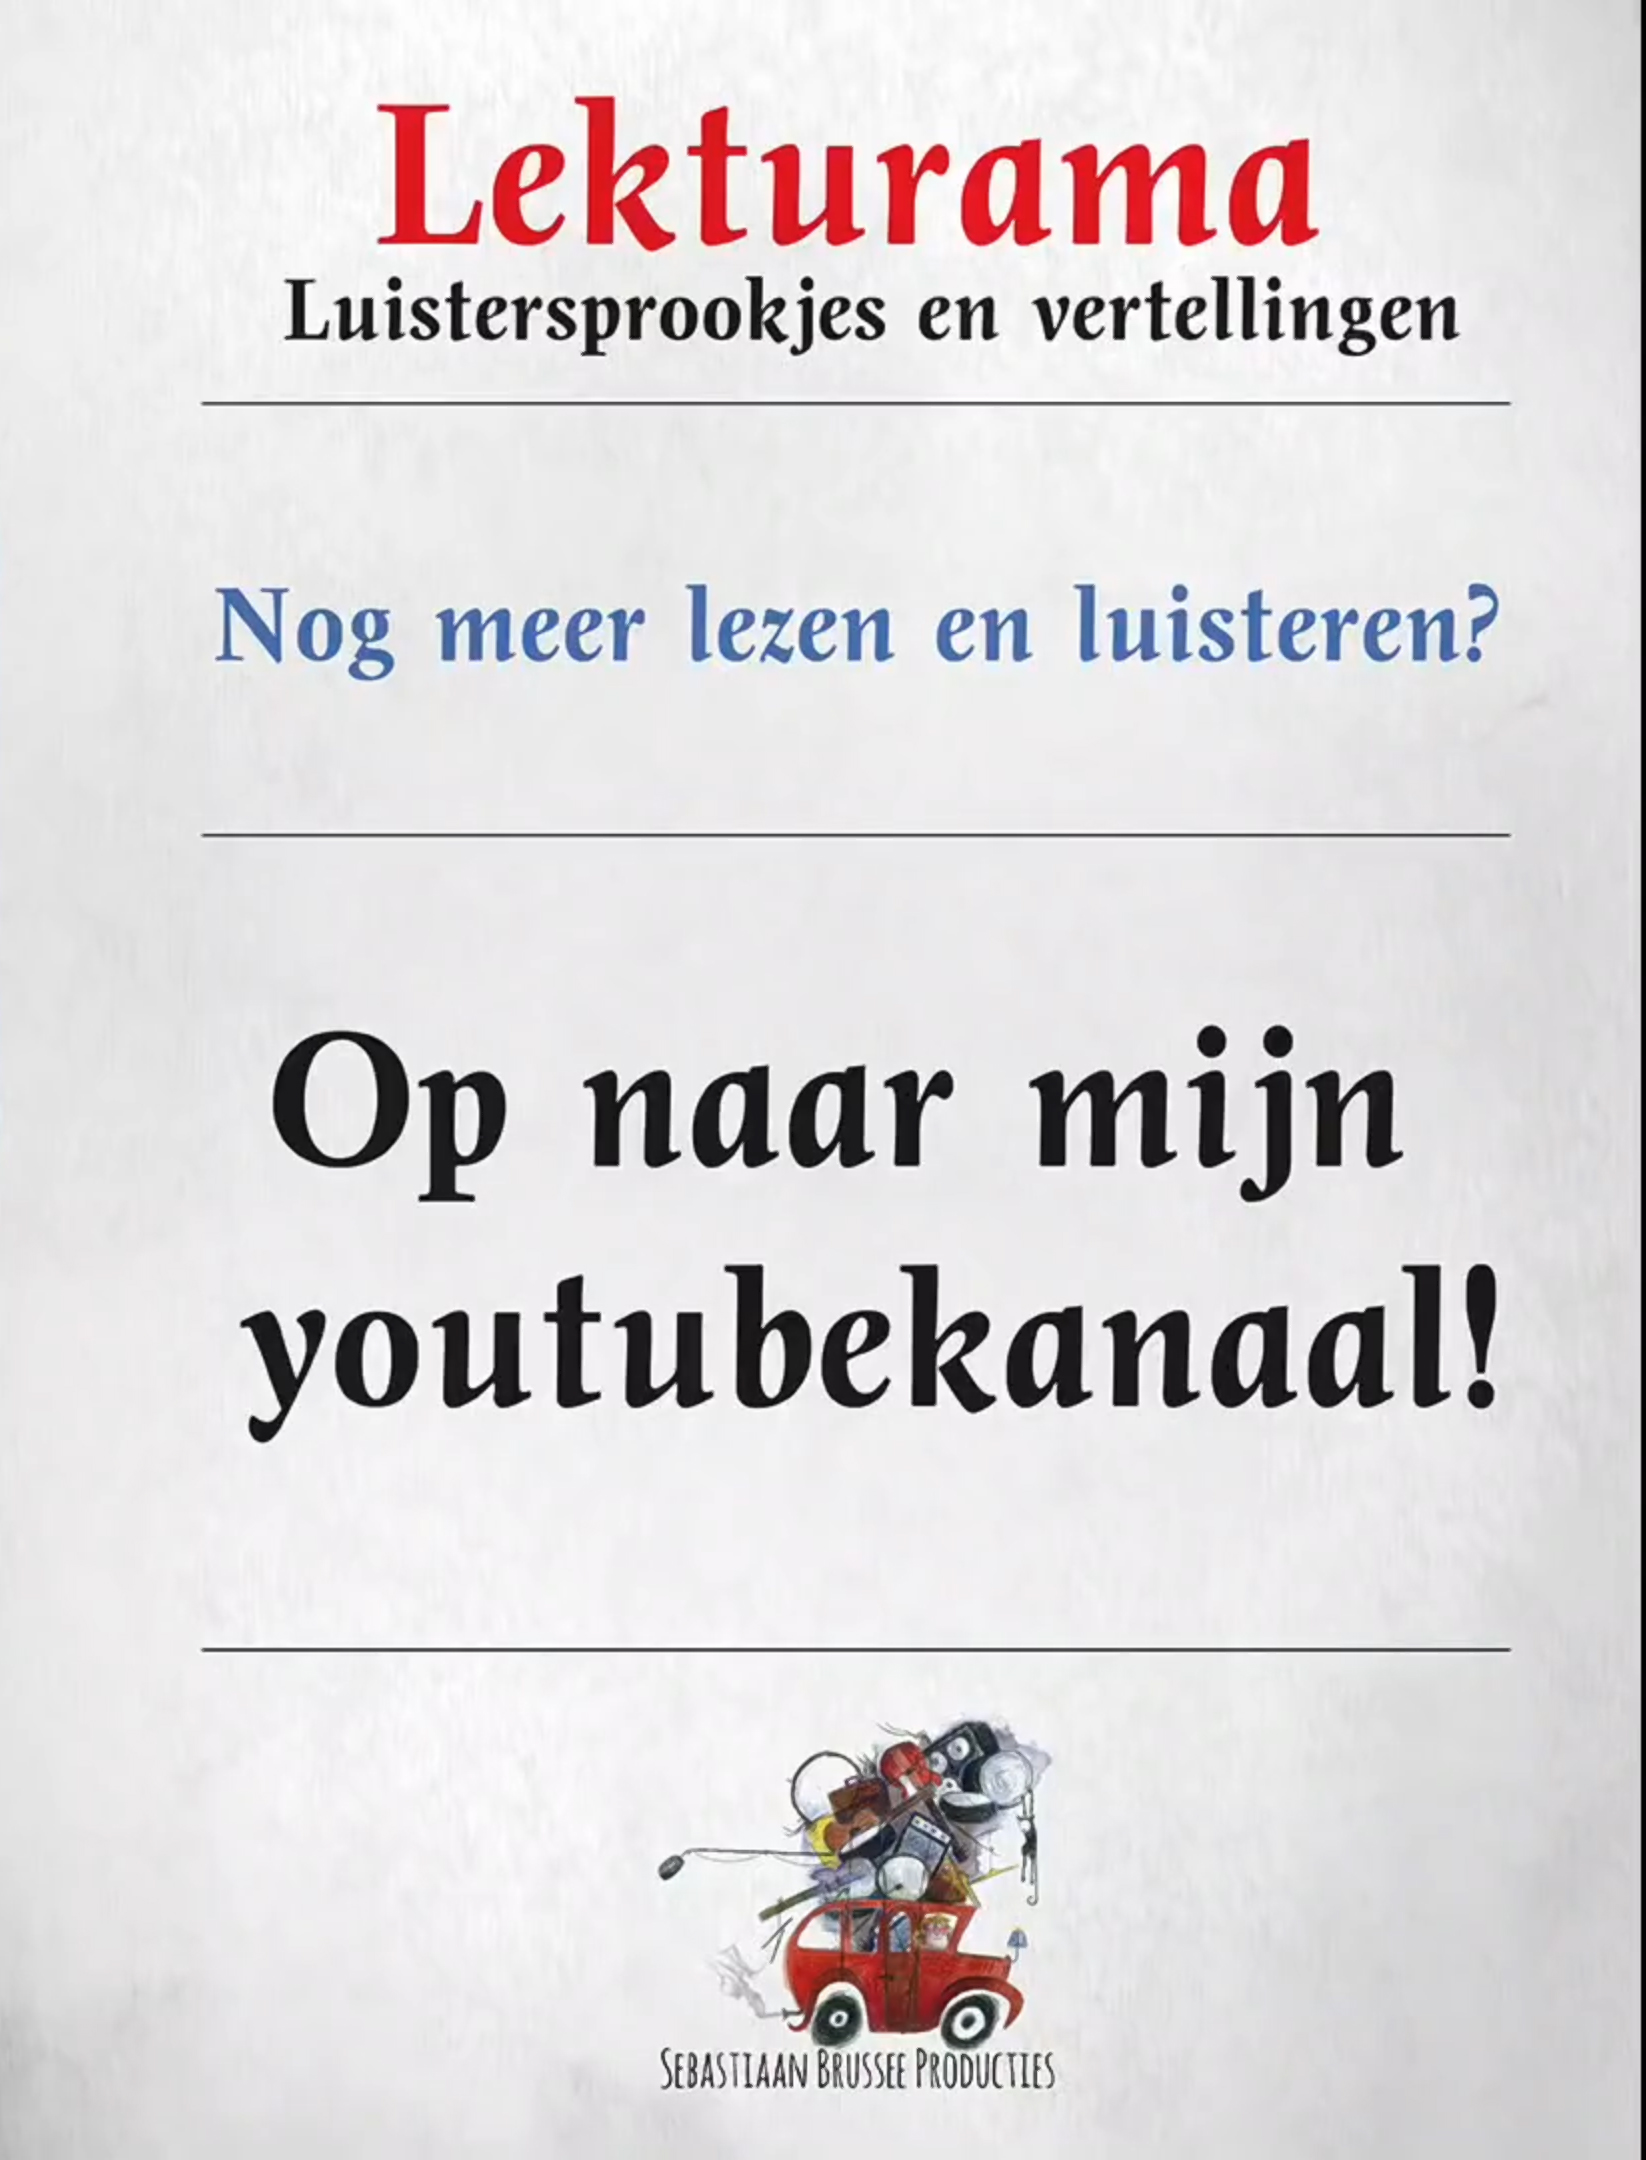 Lekturama
Luistersprookjes en vertellingen
Nog meer lezen en luisteren?
Op naar mijn
youtubekanaal!
SEBASTIAAN BRUSSEE PRODUCTIES